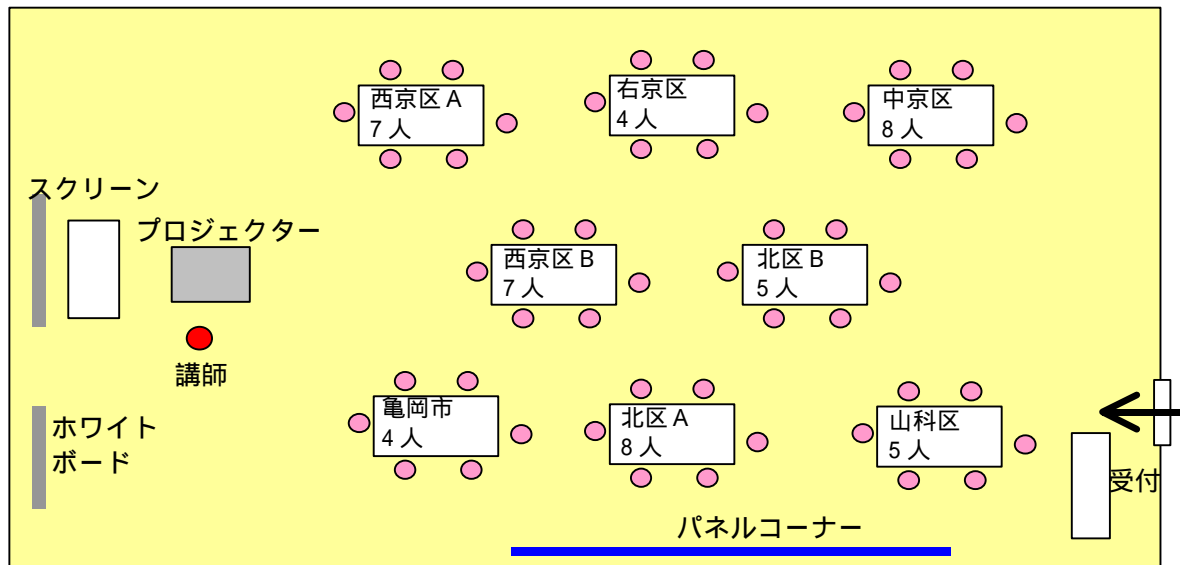 西京区A
7人
右京区
4人
中京区
8人
スクリーン
プロジェクター
西京区B
7人
北区B
5人
講師
亀岡市
4人
北区A
8人
山科区
5人
ホワイト
ボード
受付
パネルコーナー